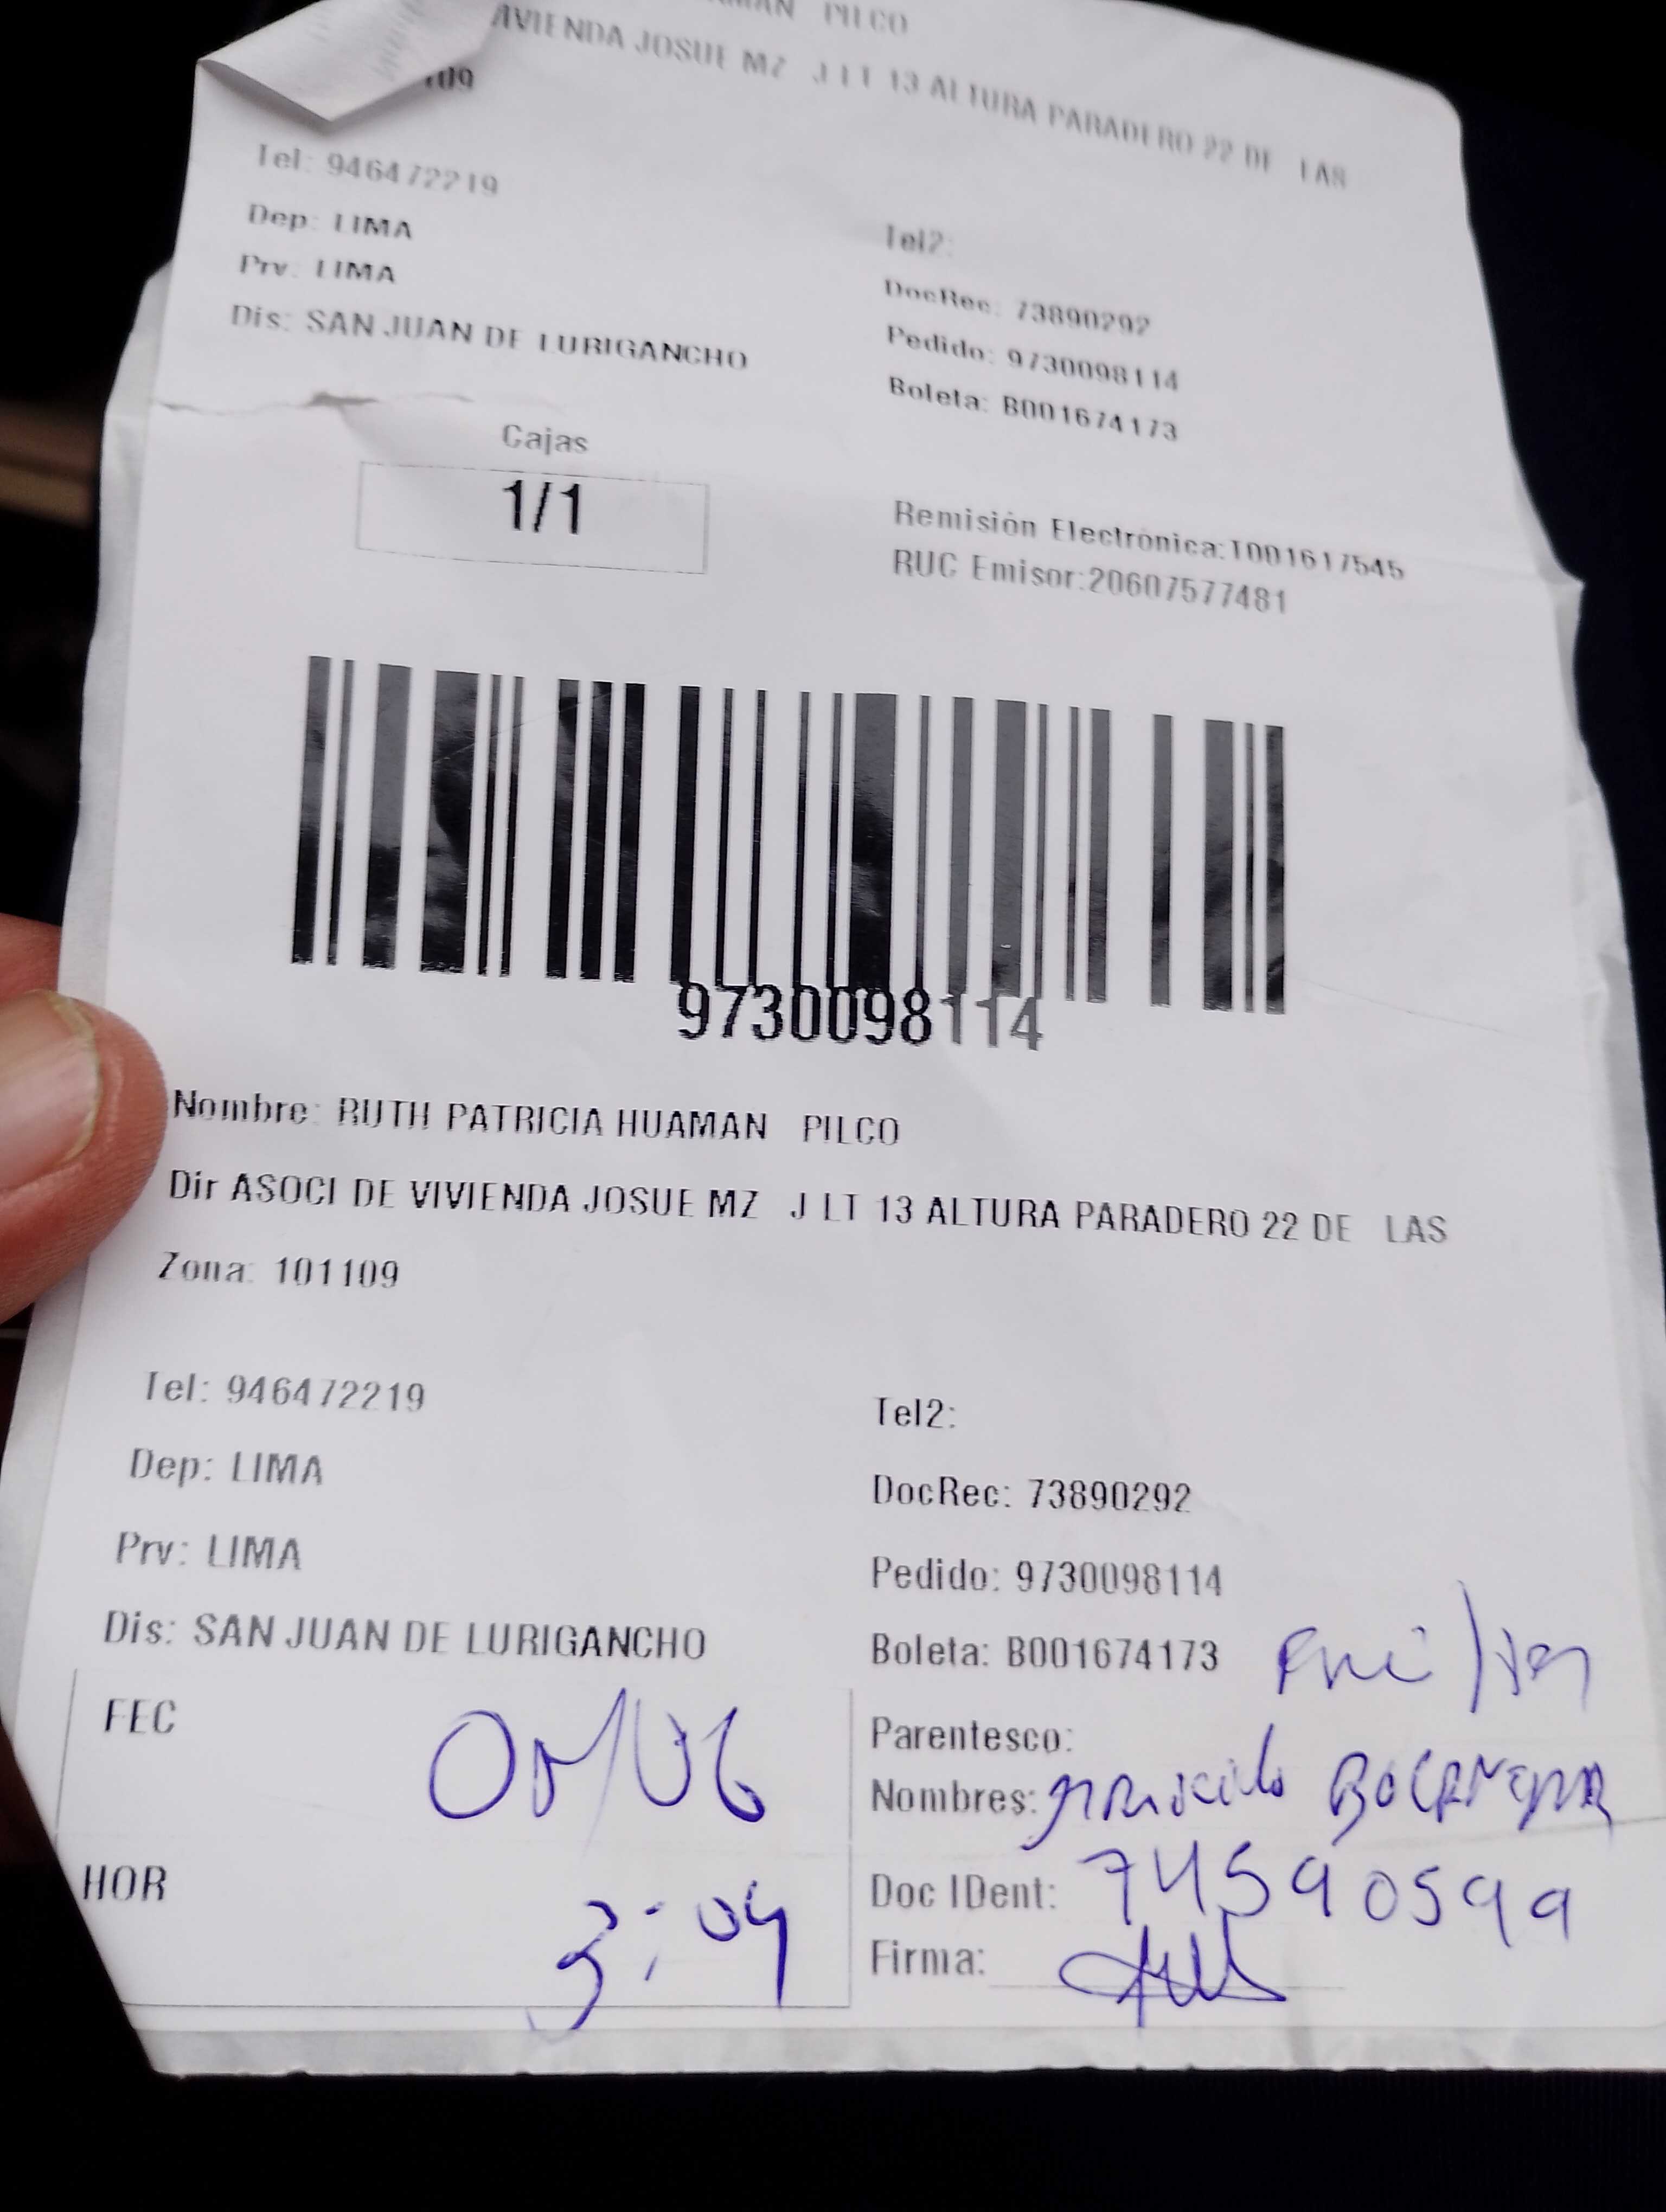 PILCO
VIVIENDA JOSUE MZ J LT 13 ALTURA PARADERO 22 DE LAS
109
Tel: 946472219
Tel2:
Dep: LIMA
DocRec: 73890292
Prv: LIMA
Pedido: 9730098114
Dis: SAN JUAN DE LURIGANCHO
Boleta: B001674173
Cajas
1/1
Remisión Electrónica:T001617545
RUC Emisor:20607577481
9730098114
Nombre: RUTH PATRICIA HUAMAN PILCO
Dir ASOCI DE VIVIENDA JOSUE MZ J LT 13 ALTURA PARADERO 22 DE LAS
Zona: 101109
Tel: 946472219
Tel2:
Dep: LIMA
DocRec: 73890292
Prv: LIMA
Pedido: 9730098114
Dis: SAN JUAN DE LURIGANCHO
Boleta: B001674173
FEC
Parentesco:
Nombres:
HOR 3:04
Doc IDent: 74590599
Firma: